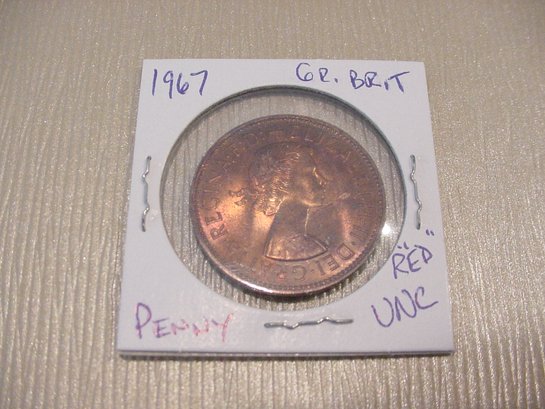 1967 GR. BRIT
"RED"
PENNY UNC